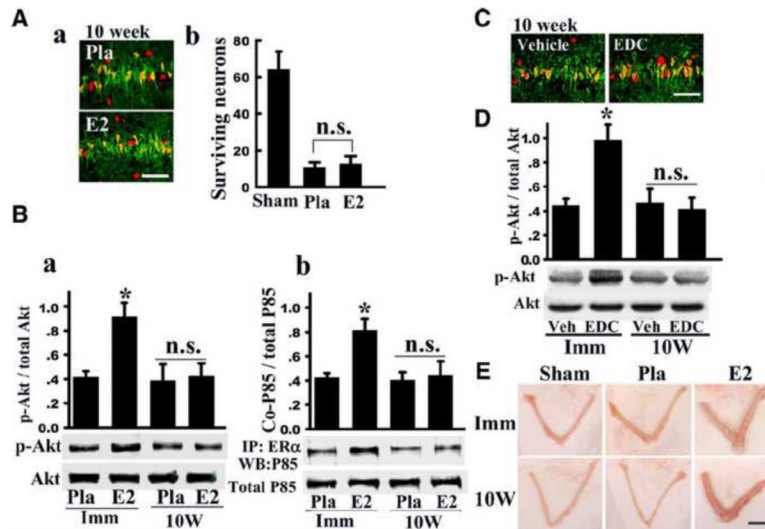 A
10 week
a
Pla
E2
b
Surviving neurons
80
60
40
20
0
n.s.
Sham Pla E2
B
a
p-Akt / total Akt
1.0
.8
.6
.4
.2
.0
*
n.s.
p-Akt
Akt
Pla E2 Pla E2
Imm 10W
b
Co-P85 / total P85
1.0
.8
.6
.4
.2
.0
*
n.s.
IP: ERα
WB:P85
Total P85
Pla E2 Pla E2
Imm 10W
C
10 week
Vehicle EDC
D
p-Akt / total Akt
1.0
.8
.6
.4
.2
0.0
*
n.s.
p-Akt
Akt
Veh EDC Veh EDC
Imm 10W
E
Sham Pla E2
Imm
10W